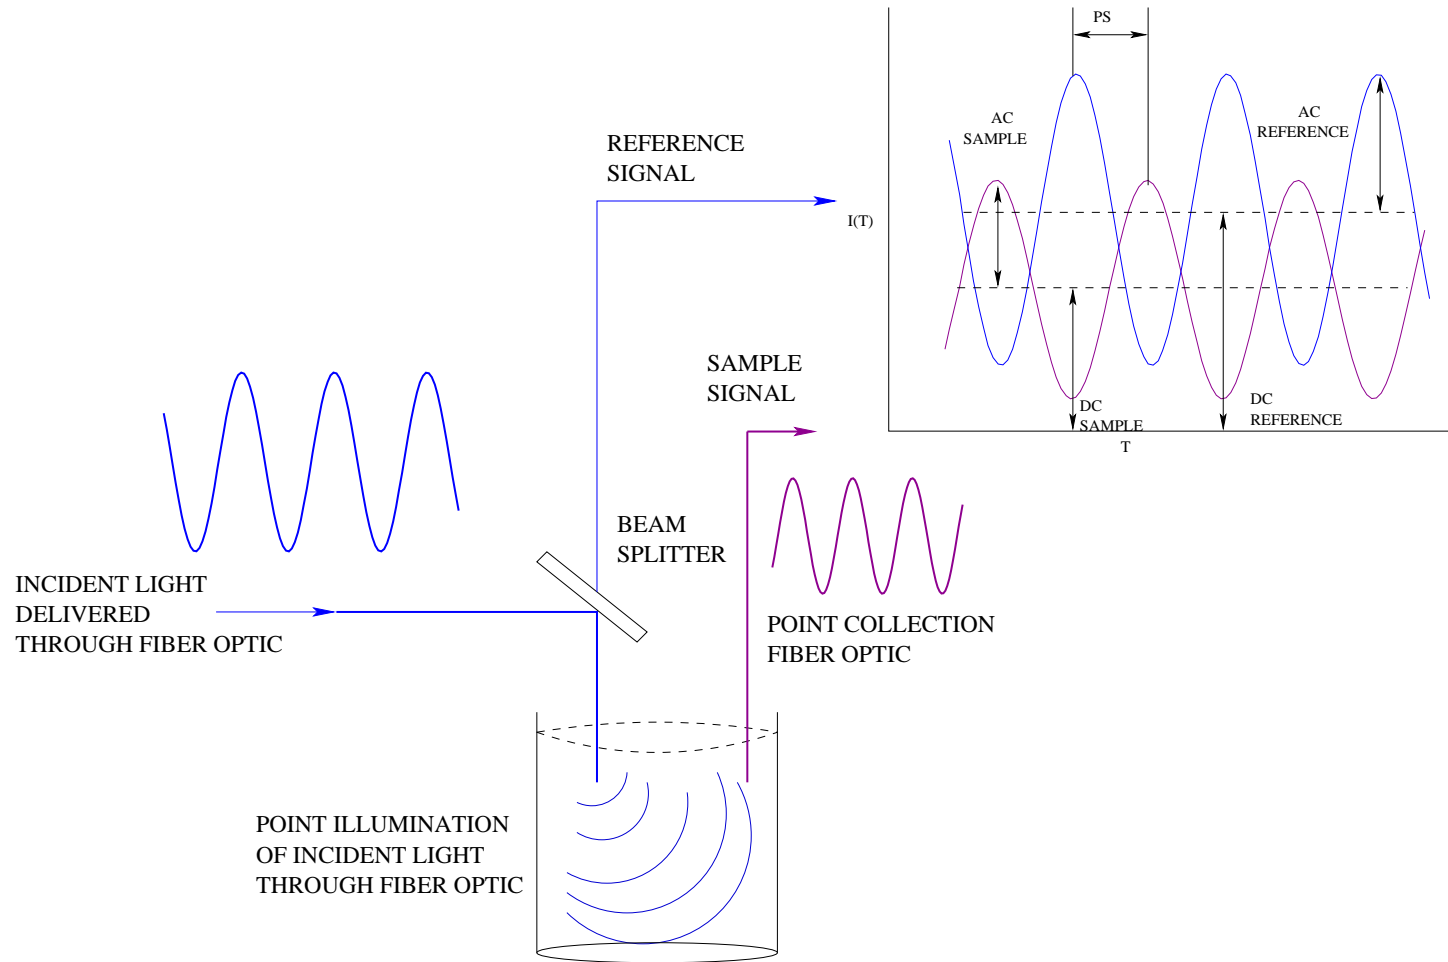 PS
AC
SAMPLE
AC
REFERENCE
I(T)
DC
SAMPLE
DC
REFERENCE
T
REFERENCE
SIGNAL
SAMPLE
SIGNAL
BEAM
SPLITTER
INCIDENT LIGHT
DELIVERED
THROUGH FIBER OPTIC
POINT COLLECTION
FIBER OPTIC
POINT ILLUMINATION
OF INCIDENT LIGHT
THROUGH FIBER OPTIC